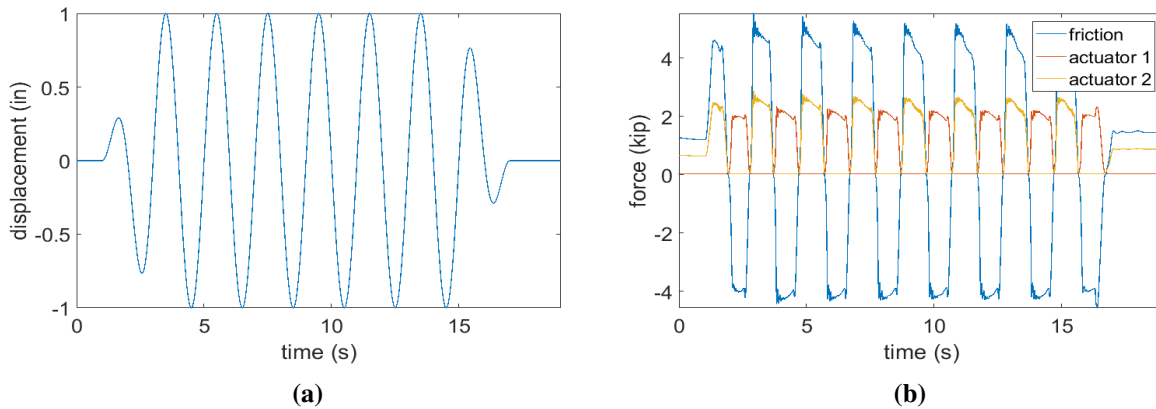 1
0.5
0
-0.5
-1
displacement (in)
0
5
10
15
time (s)
(a)
4
2
0
-2
-4
force (kip)
0
5
10
15
time (s)
friction
actuator 1
actuator 2
(b)